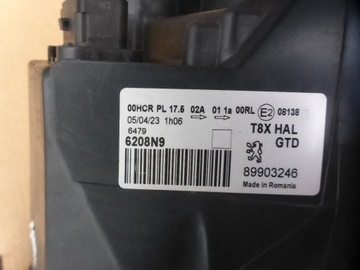 00HCR PL 17.5 02A 01 1a 00RL E2 08138
05/04/23 1h06
6479
6208N9
T8X HAL
GTD
89903246
Made in Romania